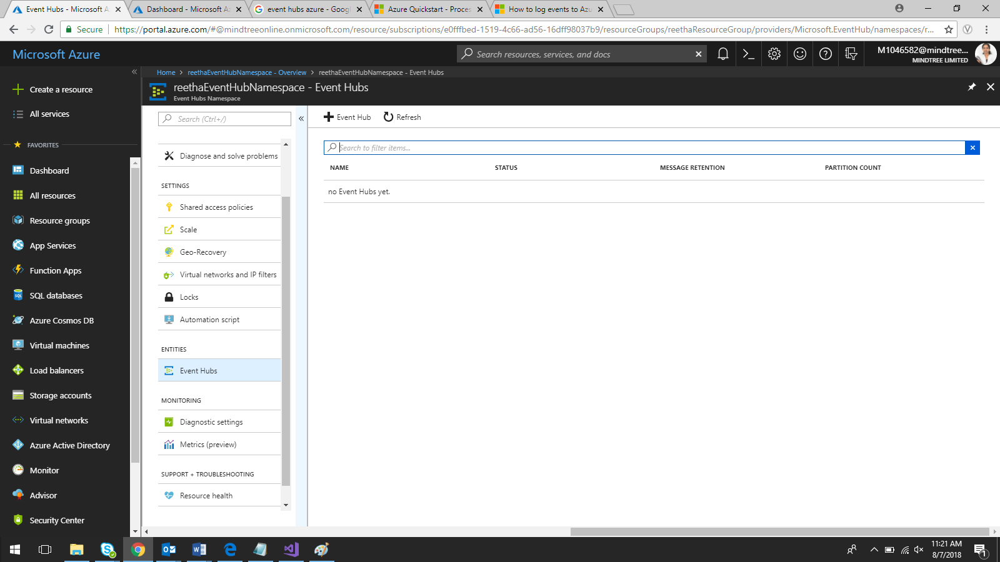 Event Hubs - Microsoft A
Dashboard - Microsoft A
event hubs azure - Goog
Azure Quickstart - Proces
How to log events to Azu
Secure
https://portal.azure.com/#@mindtreeonline.onmicrosoft.com/resource/subscriptions/e0fffbed-1519-4c66-ad56-16dff98037b9/resourceGroups/reethaResourceGroup/providers/Microsoft.EventHub/namespaces/r...
Microsoft Azure
Search resources, services, and docs
M1046582@mindtree...
MINDTREE LIMITED
Home > reethaEventHubNamespace - Overview > reethaEventHubNamespace - Event Hubs
reethaEventHubNamespace - Event Hubs
Event Hubs Namespace
Create a resource
All services
FAVORITES
Dashboard
All resources
Resource groups
App Services
Function Apps
SQL databases
Azure Cosmos DB
Virtual machines
Load balancers
Storage accounts
Virtual networks
Azure Active Directory
Monitor
Advisor
Security Center
Search (Ctrl+/)
Diagnose and solve problems
SETTINGS
Shared access policies
Scale
Geo-Recovery
Virtual networks and IP filters
Locks
Automation script
ENTITIES
Event Hubs
MONITORING
Diagnostic settings
Metrics (preview)
SUPPORT + TROUBLESHOOTING
Resource health
Event Hub
Refresh
Search to filter items...
NAME
STATUS
MESSAGE RETENTION
PARTITION COUNT
no Event Hubs yet.
11:21 AM
8/7/2018
1